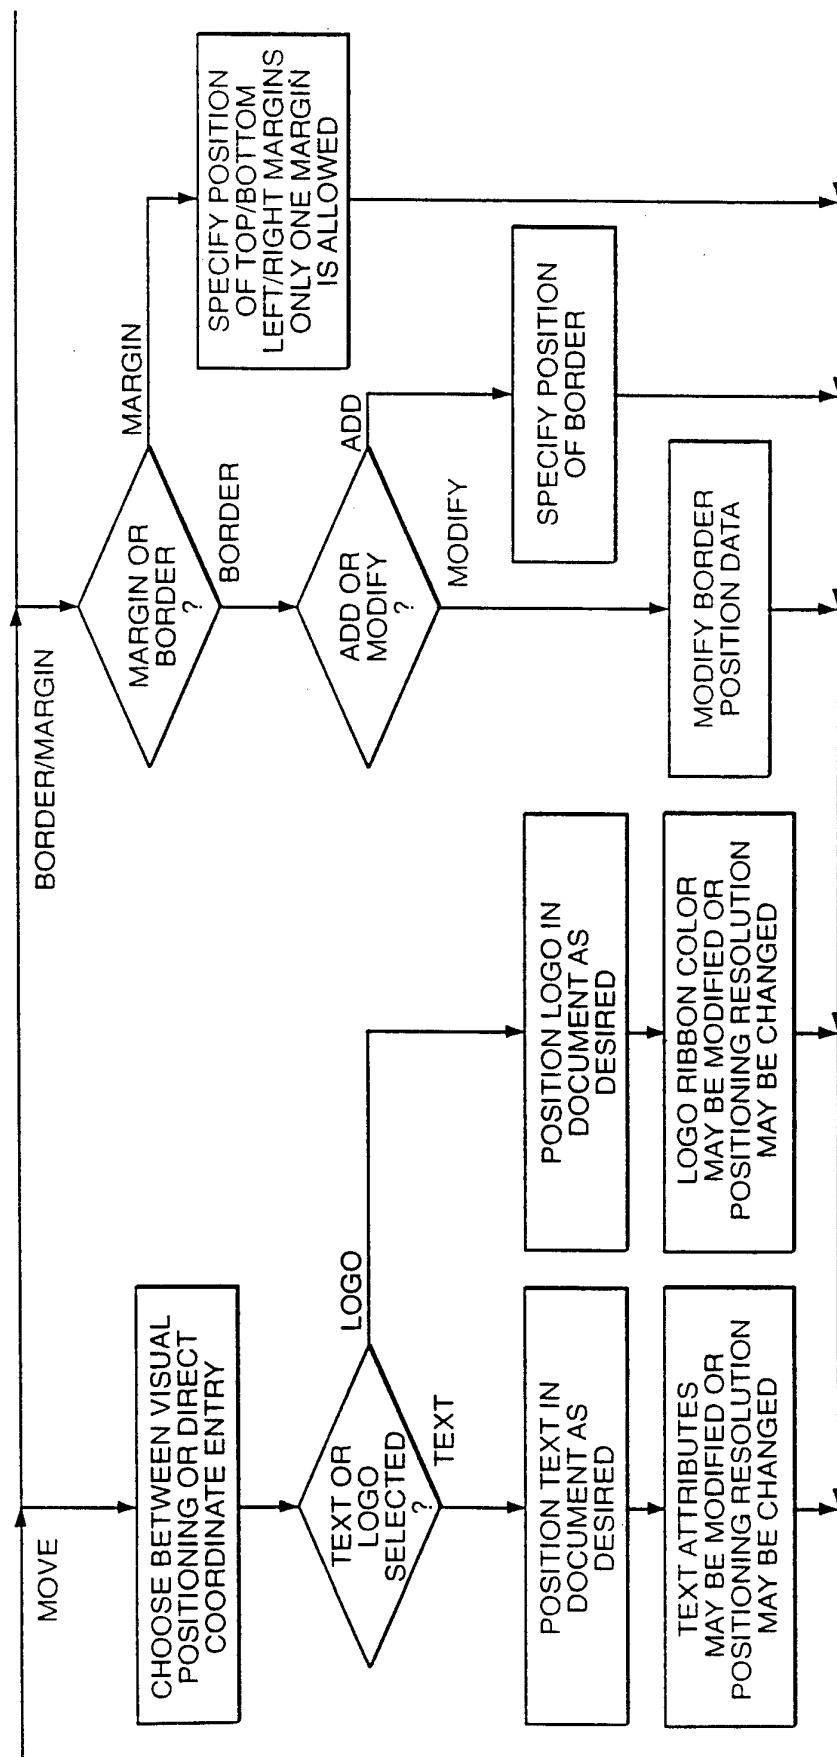 MOVE
CHOOSE BETWEEN VISUAL
POSITIONING OR DIRECT
COORDINATE ENTRY
TEXT OR
LOGO
SELECTED
?
LOGO
TEXT
POSITION TEXT IN
DOCUMENT AS
DESIRED
TEXT ATTRIBUTES
MAY BE MODIFIED OR
POSITIONING RESOLUTION
MAY BE CHANGED
POSITION LOGO IN
DOCUMENT AS
DESIRED
LOGO RIBBON COLOR
MAY BE MODIFIED OR
POSITIONING RESOLUTION
MAY BE CHANGED
BORDER/MARGIN
MARGIN OR
BORDER
?
MARGIN
BORDER
SPECIFY POSITION
OF TOP/BOTTOM
LEFT/RIGHT MARGINS
ONLY ONE MARGIN
IS ALLOWED
ADD OR
MODIFY
?
ADD
MODIFY
SPECIFY POSITION
OF BORDER
MODIFY BORDER
POSITION DATA